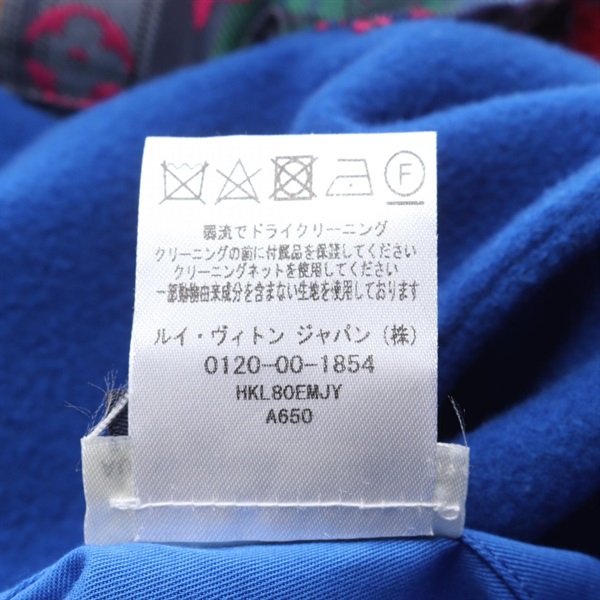 F
弱流でドライクリーニング
クリーニングの前に付属品を保護してください
クリーニングネットを使用してください
一部動物由来成分を含まない生地を使用しております
ルイ・ヴィトン ジャパン (株)
0120-00-1854
HKL80EMJY
A650